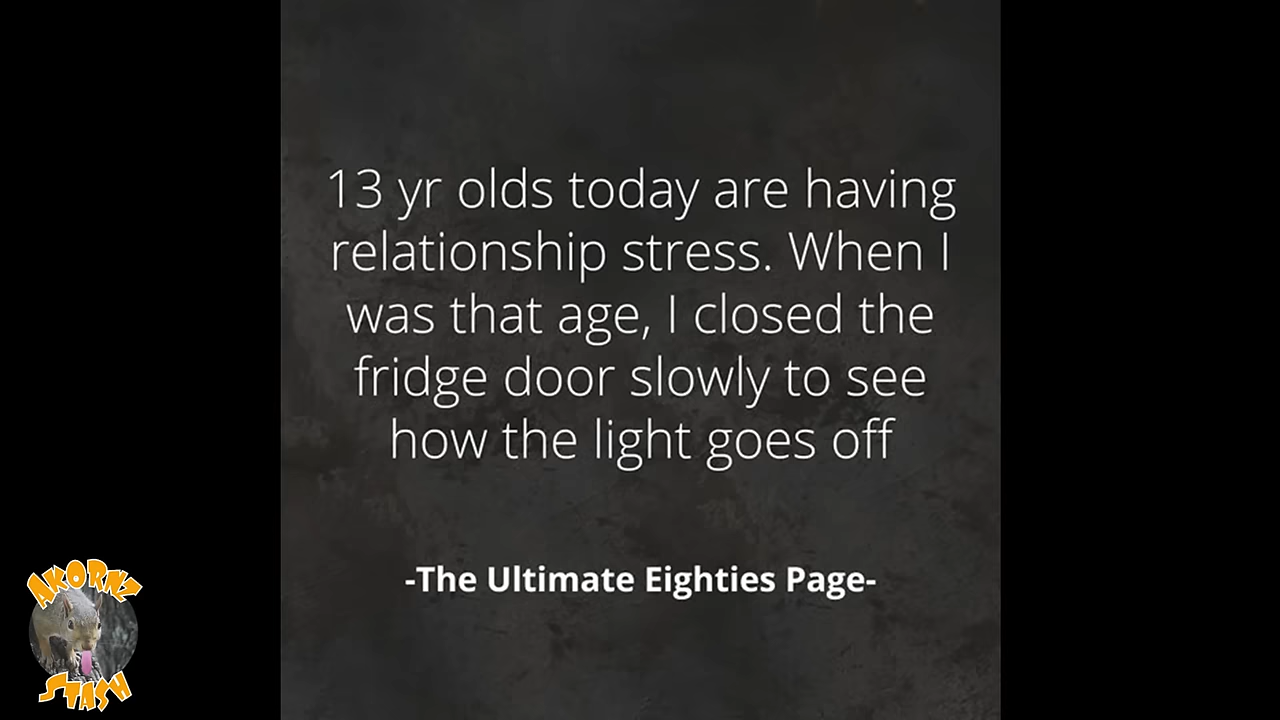 13 yr olds today are having
relationship stress. When I
was that age, I closed the
fridge door slowly to see
how the light goes off
-The Ultimate Eighties Page-
AKORNZ
STASH